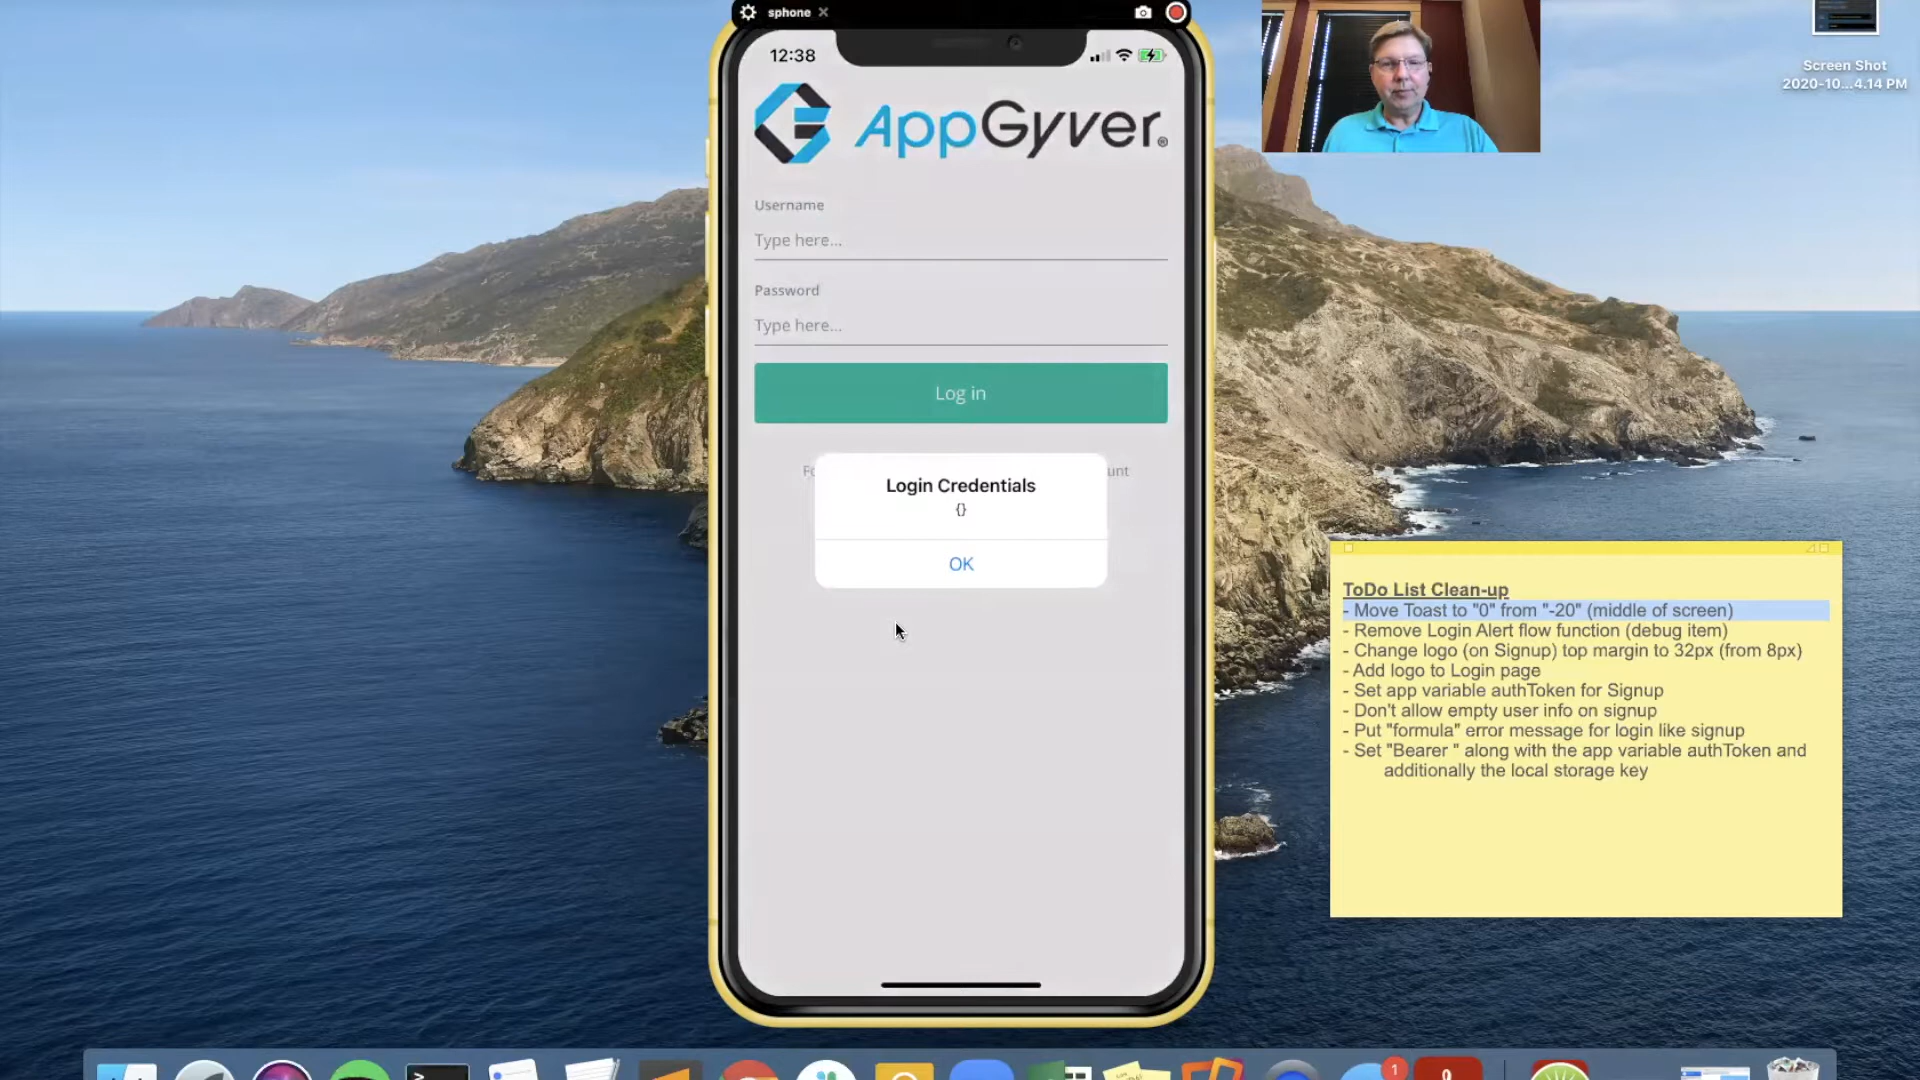 sphone
12:38
AppGyver®
Username
Type here...
Password
Type here...
Log in
Login Credentials
{}
OK
Screen Shot
2020-10...4.14 PM
ToDo List Clean-up
- Move Toast to "0" from "-20" (middle of screen)
- Remove Login Alert flow function (debug item)
- Change logo (on Signup) top margin to 32px (from 8px)
- Add logo to Login page
- Set app variable authToken for Signup
- Don't allow empty user info on signup
- Put "formula" error message for login like signup
- Set "Bearer " along with the app variable authToken and
additionally the local storage key
1